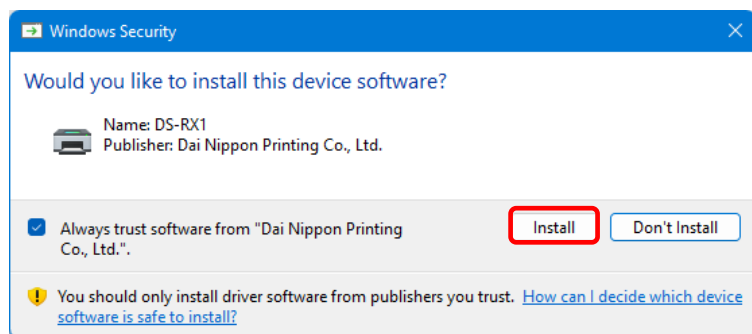 Windows Security
Would you like to install this device software?
Name: DS-RX1
Publisher: Dai Nippon Printing Co., Ltd.
Always trust software from "Dai Nippon Printing
Co., Ltd.".
Install
Don't Install
You should only install driver software from publishers you trust. How can I decide which device
software is safe to install?